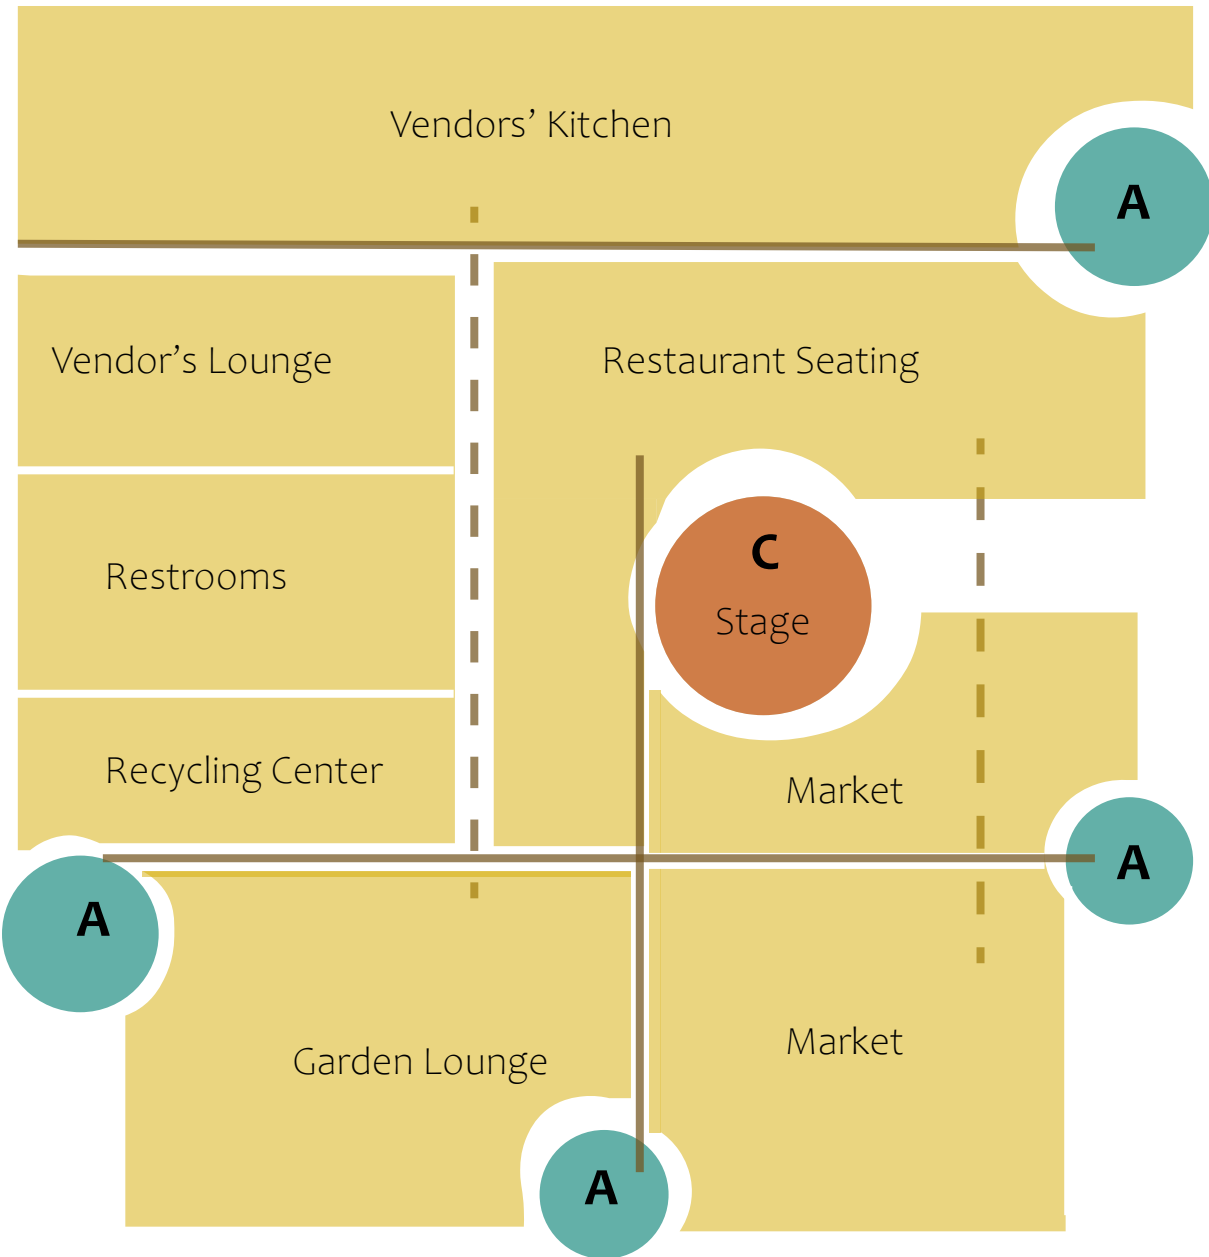 Vendors’ Kitchen
A
Vendor’s Lounge
Restaurant Seating
C
Stage
Restrooms
Recycling Center
Market
A
A
Garden Lounge
Market
A